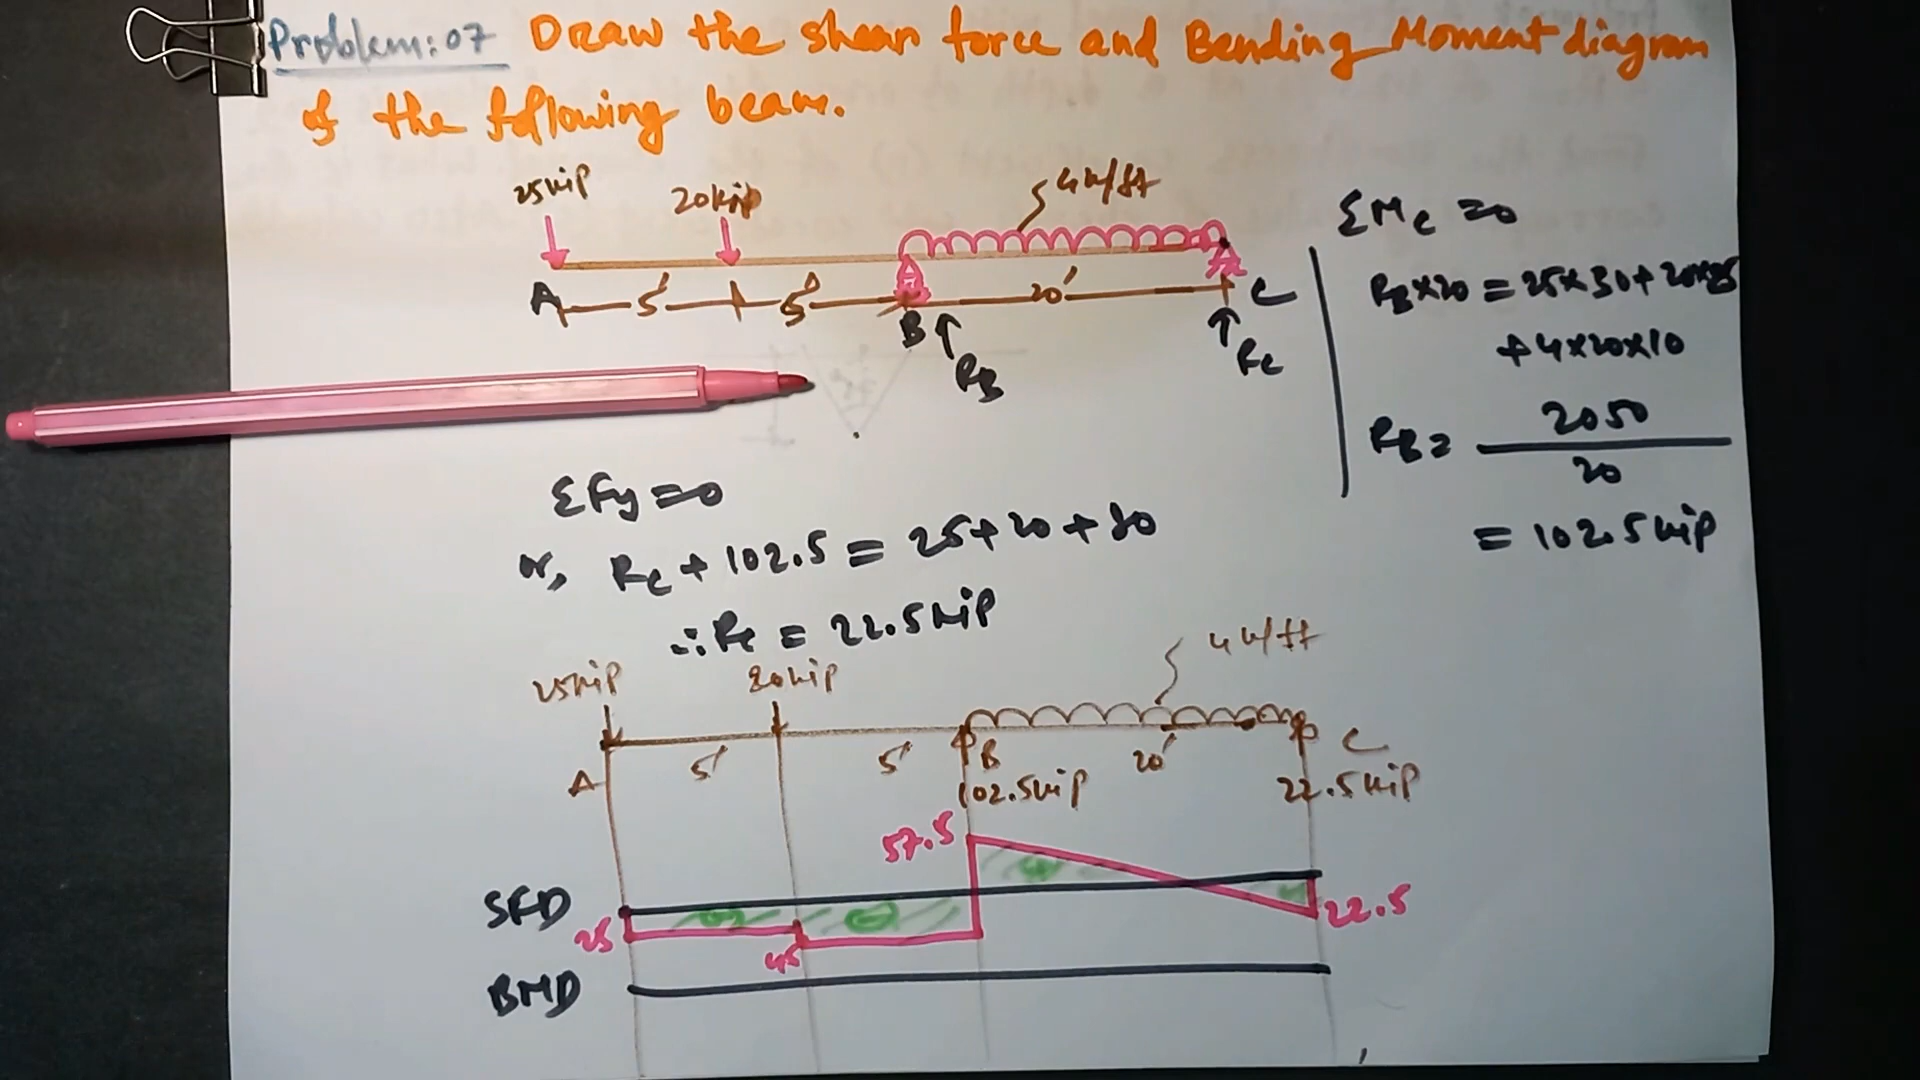 Problem: 07 Draw the shear force and Bending Moment diagram
of the following beam.
25kip
20kip
4k/ft
A 5' 5' B 20' C
RB
Rc
ΣMc = 0
RB×20 = 25×30+20×25
+4×20×10
RB = 2050
20
= 102.5kip
ΣFy = 0
or, Rc + 102.5 = 25+20+80
∴ Rc = 22.5kip
25kip
20kip
4k/ft
A 5' 5' B 20' C
102.5kip
22.5kip
57.5
SFD
25
45
22.5
BMD